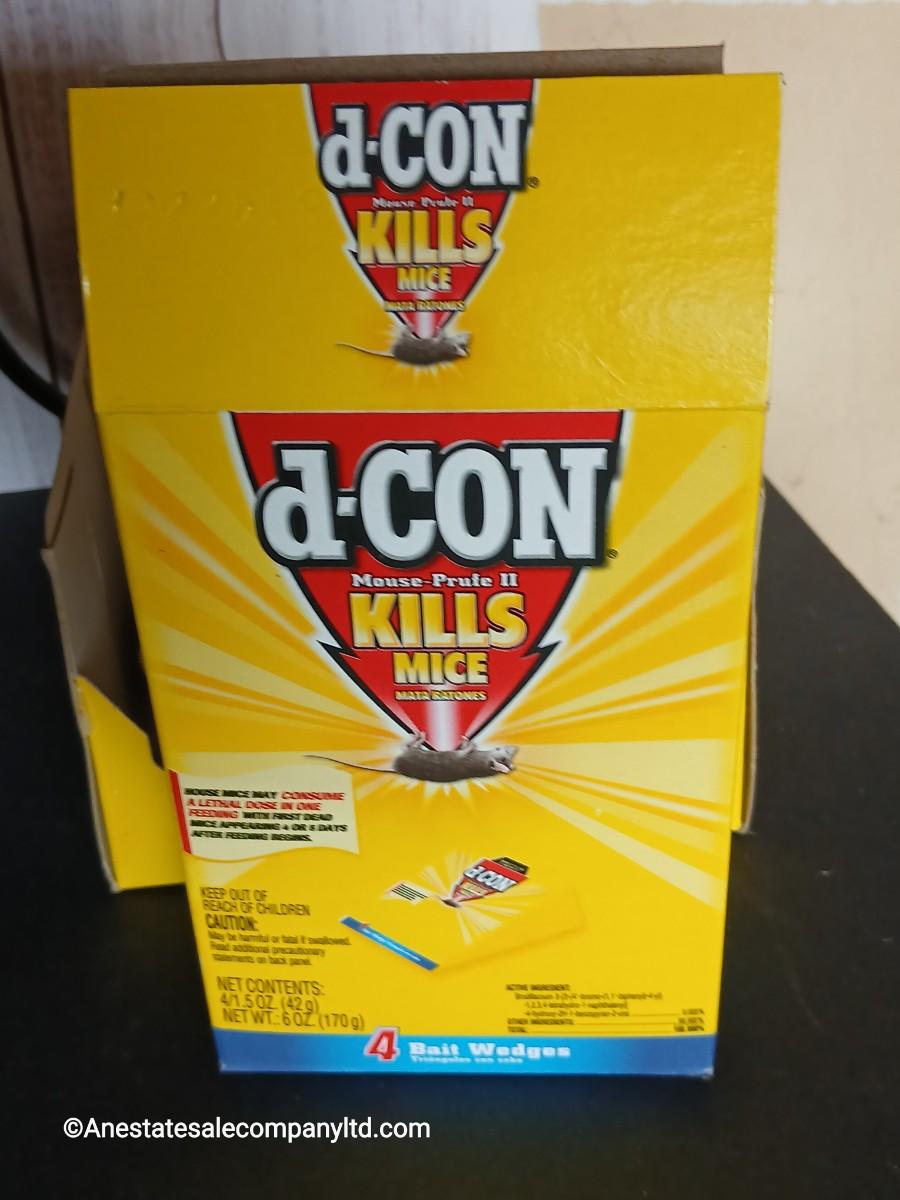 d-CON®
Mouse-Prufe II
KILLS
MICE
MATA RATONES
d-CON®
Mouse-Prufe II
KILLS
MICE
MATA RATONES
HOUSE MICE MAY CONSUME
A LETHAL DOSE IN ONE
FEEDING WITH FIRST DEAD
MICE APPEARING 4 OR 5 DAYS
AFTER FEEDING BEGINS.
d-CON
KEEP OUT OF
REACH OF CHILDREN
CAUTION:
May be harmful or fatal if swallowed.
Read additional precautionary
statements on back panel.
NET CONTENTS:
4/1.5 OZ. (42 g)
NET WT.: 6 OZ. (170 g)
ACTIVE INGREDIENT:
OTHER INGREDIENTS:
TOTAL:
4 Bait Wedges
©Anestatesalecompanyltd.com